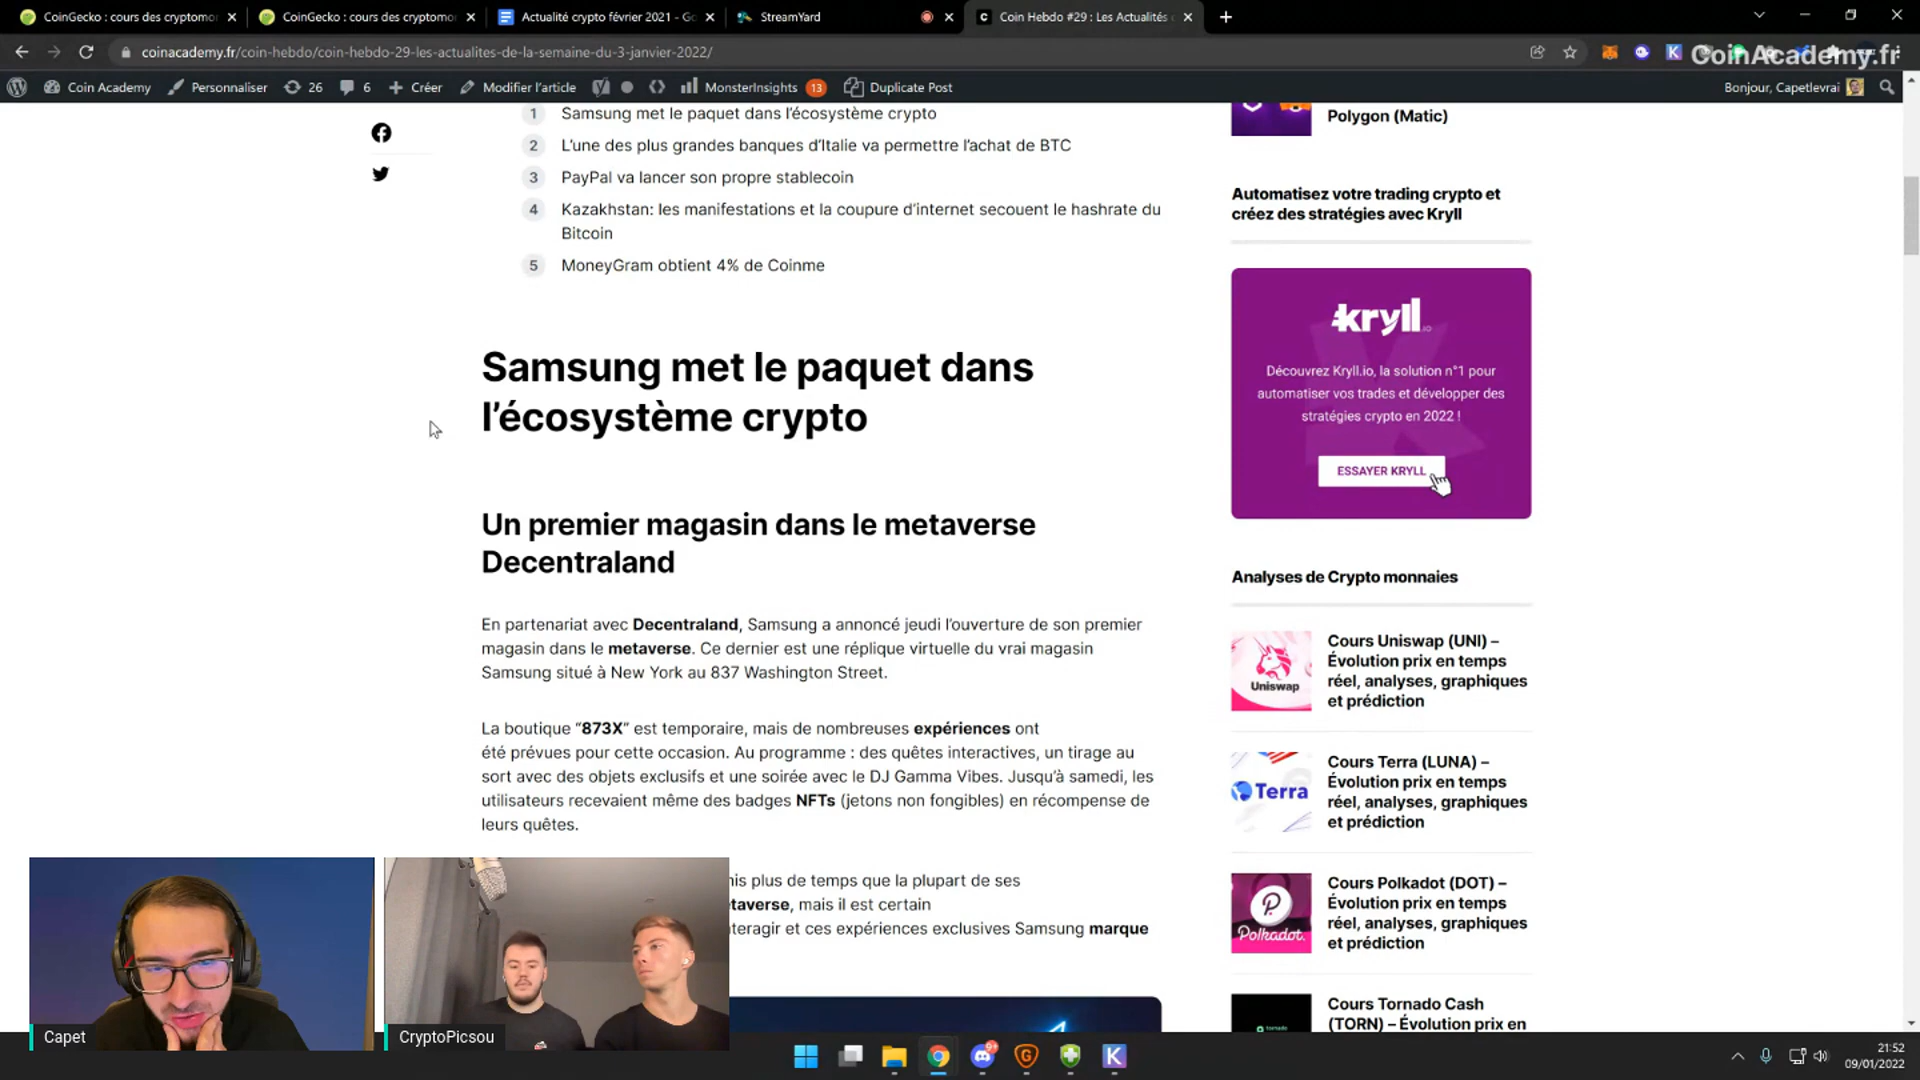 CoinGecko : cours des cryptomon
CoinGecko : cours des cryptomon
Actualité crypto février 2021 - Go
StreamYard
Coin Hebdo #29 : Les Actualités
coinacademy.fr/coin-hebdo/coin-hebdo-29-les-actualites-de-la-semaine-du-3-janvier-2022/
CoinAcademy.fr
Coin Academy
Personnaliser
26
6
Créer
Modifier l'article
MonsterInsights 13
Duplicate Post
Bonjour, Capetlevrai
1 Samsung met le paquet dans l'écosystème crypto
2 L'une des plus grandes banques d'Italie va permettre l'achat de BTC
3 PayPal va lancer son propre stablecoin
4 Kazakhstan: les manifestations et la coupure d'internet secouent le hashrate du
Bitcoin
5 MoneyGram obtient 4% de Coinme
Samsung met le paquet dans
l'écosystème crypto
Un premier magasin dans le metaverse
Decentraland
En partenariat avec Decentraland, Samsung a annoncé jeudi l'ouverture de son premier
magasin dans le metaverse. Ce dernier est une réplique virtuelle du vrai magasin
Samsung situé à New York au 837 Washington Street.
La boutique "873X" est temporaire, mais de nombreuses expériences ont
été prévues pour cette occasion. Au programme : des quêtes interactives, un tirage au
sort avec des objets exclusifs et une soirée avec le DJ Gamma Vibes. Jusqu'à samedi, les
utilisateurs recevaient même des badges NFTs (jetons non fongibles) en récompense de
leurs quêtes.
plus de temps que la plupart de ses
, mais il est certain
et ces expériences exclusives Samsung marque
Polygon (Matic)
Automatisez votre trading crypto et
créez des stratégies avec Kryll
kryll.io
Découvrez Kryll.io, la solution n°1 pour
automatiser vos trades et développer des
stratégies crypto en 2022 !
ESSAYER KRYLL
Analyses de Crypto monnaies
Uniswap
Cours Uniswap (UNI) –
Évolution prix en temps
réel, analyses, graphiques
et prédiction
Terra
Cours Terra (LUNA) –
Évolution prix en temps
réel, analyses, graphiques
et prédiction
Polkadot.
Cours Polkadot (DOT) –
Évolution prix en temps
réel, analyses, graphiques
et prédiction
Cours Tornado Cash
(TORN) – Évolution prix en
Capet
CryptoPicsou
21:52
09/01/2022